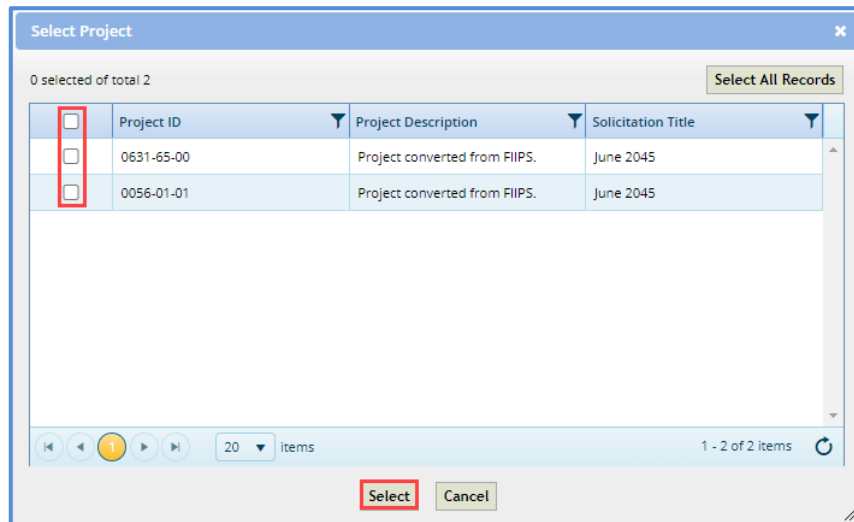 Select Project
0 selected of total 2
Select All Records
Project ID Project Description Solicitation Title
0631-65-00 Project converted from FIIPS. June 2045
0056-01-01 Project converted from FIIPS. June 2045
1 20 items 1 - 2 of 2 items
Select Cancel